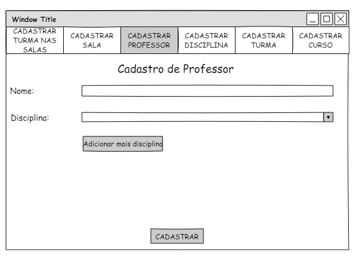 Window Title
CADASTRAR
TURMA NAS
SALAS
CADASTRAR
SALA
CADASTRAR
PROFESSOR
CADASTRAR
DISCIPLINA
CADASTRAR
TURMA
CADASTRAR
CURSO
Cadastro de Professor
Nome:
Disciplina:
Adicionar mais disciplina
CADASTRAR